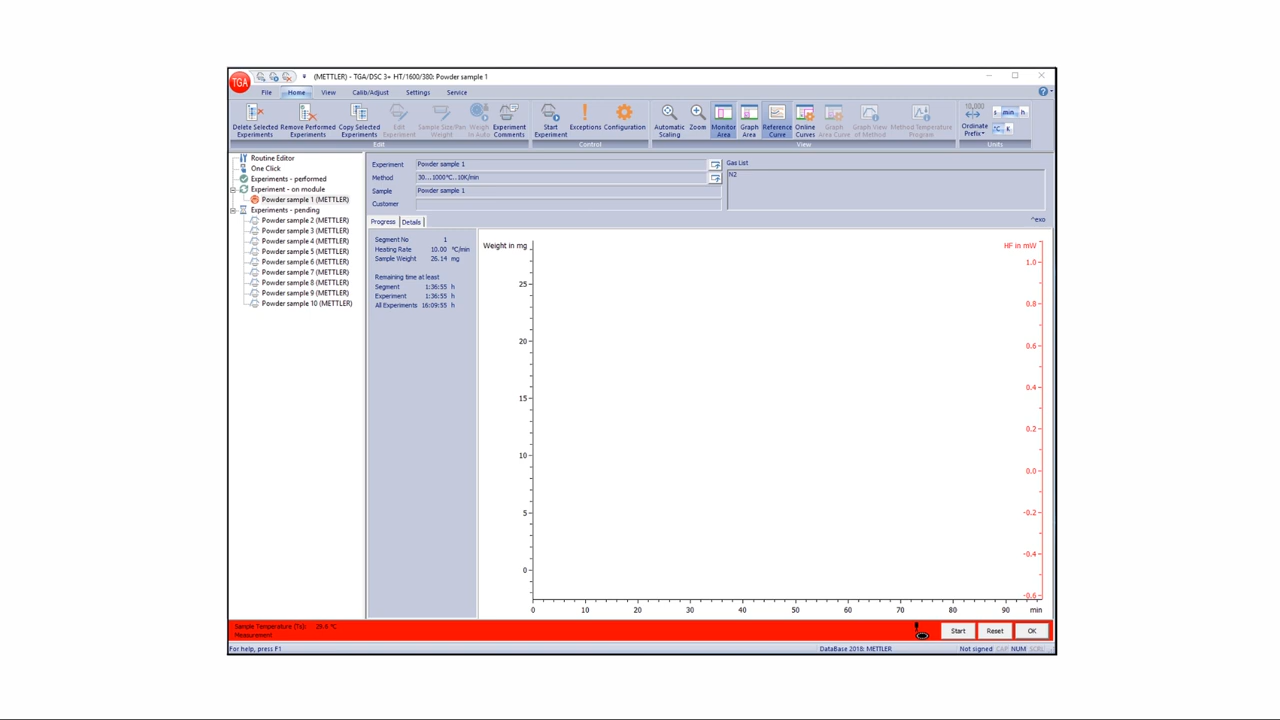 TGA
(METTLER) - TGA/DSC 3+ HT/1600/380: Powder sample 1
File Home View Calib/Adjust Settings Service
Delete Selected Experiments
Remove Performed Experiments
Copy Selected Experiments
Edit Experiment
Sample Size/Pan Weight
Weigh In Auto
Experiment Comments
Start Experiment
Exceptions
Configuration
Automatic Scaling
Zoom
Monitor Area
Graph Area
Reference Curve
Online Curves
Graph Area Curve
Graph View of Method
Method Temperature Program
10,000
Ordinate Prefix
s min h
°C K
Edit Control View Units
Routine Editor
One Click
Experiments - performed
Experiment - on module
Powder sample 1 (METTLER)
Experiments - pending
Powder sample 2 (METTLER)
Powder sample 3 (METTLER)
Powder sample 4 (METTLER)
Powder sample 5 (METTLER)
Powder sample 6 (METTLER)
Powder sample 7 (METTLER)
Powder sample 8 (METTLER)
Powder sample 9 (METTLER)
Powder sample 10 (METTLER)
Experiment Powder sample 1
Method 30...1000°C..10K/min
Sample Powder sample 1
Customer
Gas List
N2
Progress Details
^exo
Segment No 1
Heating Rate 10.00 °C/min
Sample Weight 26.14 mg
Remaining time at least
Segment 1:36:55 h
Experiment 1:36:55 h
All Experiments 16:09:55 h
Weight in mg
25
20
15
10
5
0
HF in mW
1.0
0.8
0.6
0.4
0.2
0.0
-0.2
-0.4
-0.6
0 10 20 30 40 50 60 70 80 90 min
Sample Temperature (Ts): 29.6 °C
Measurement
Start Reset OK
For help, press F1
DataBase 2018: METTLER
Not signed CAP NUM SCRL